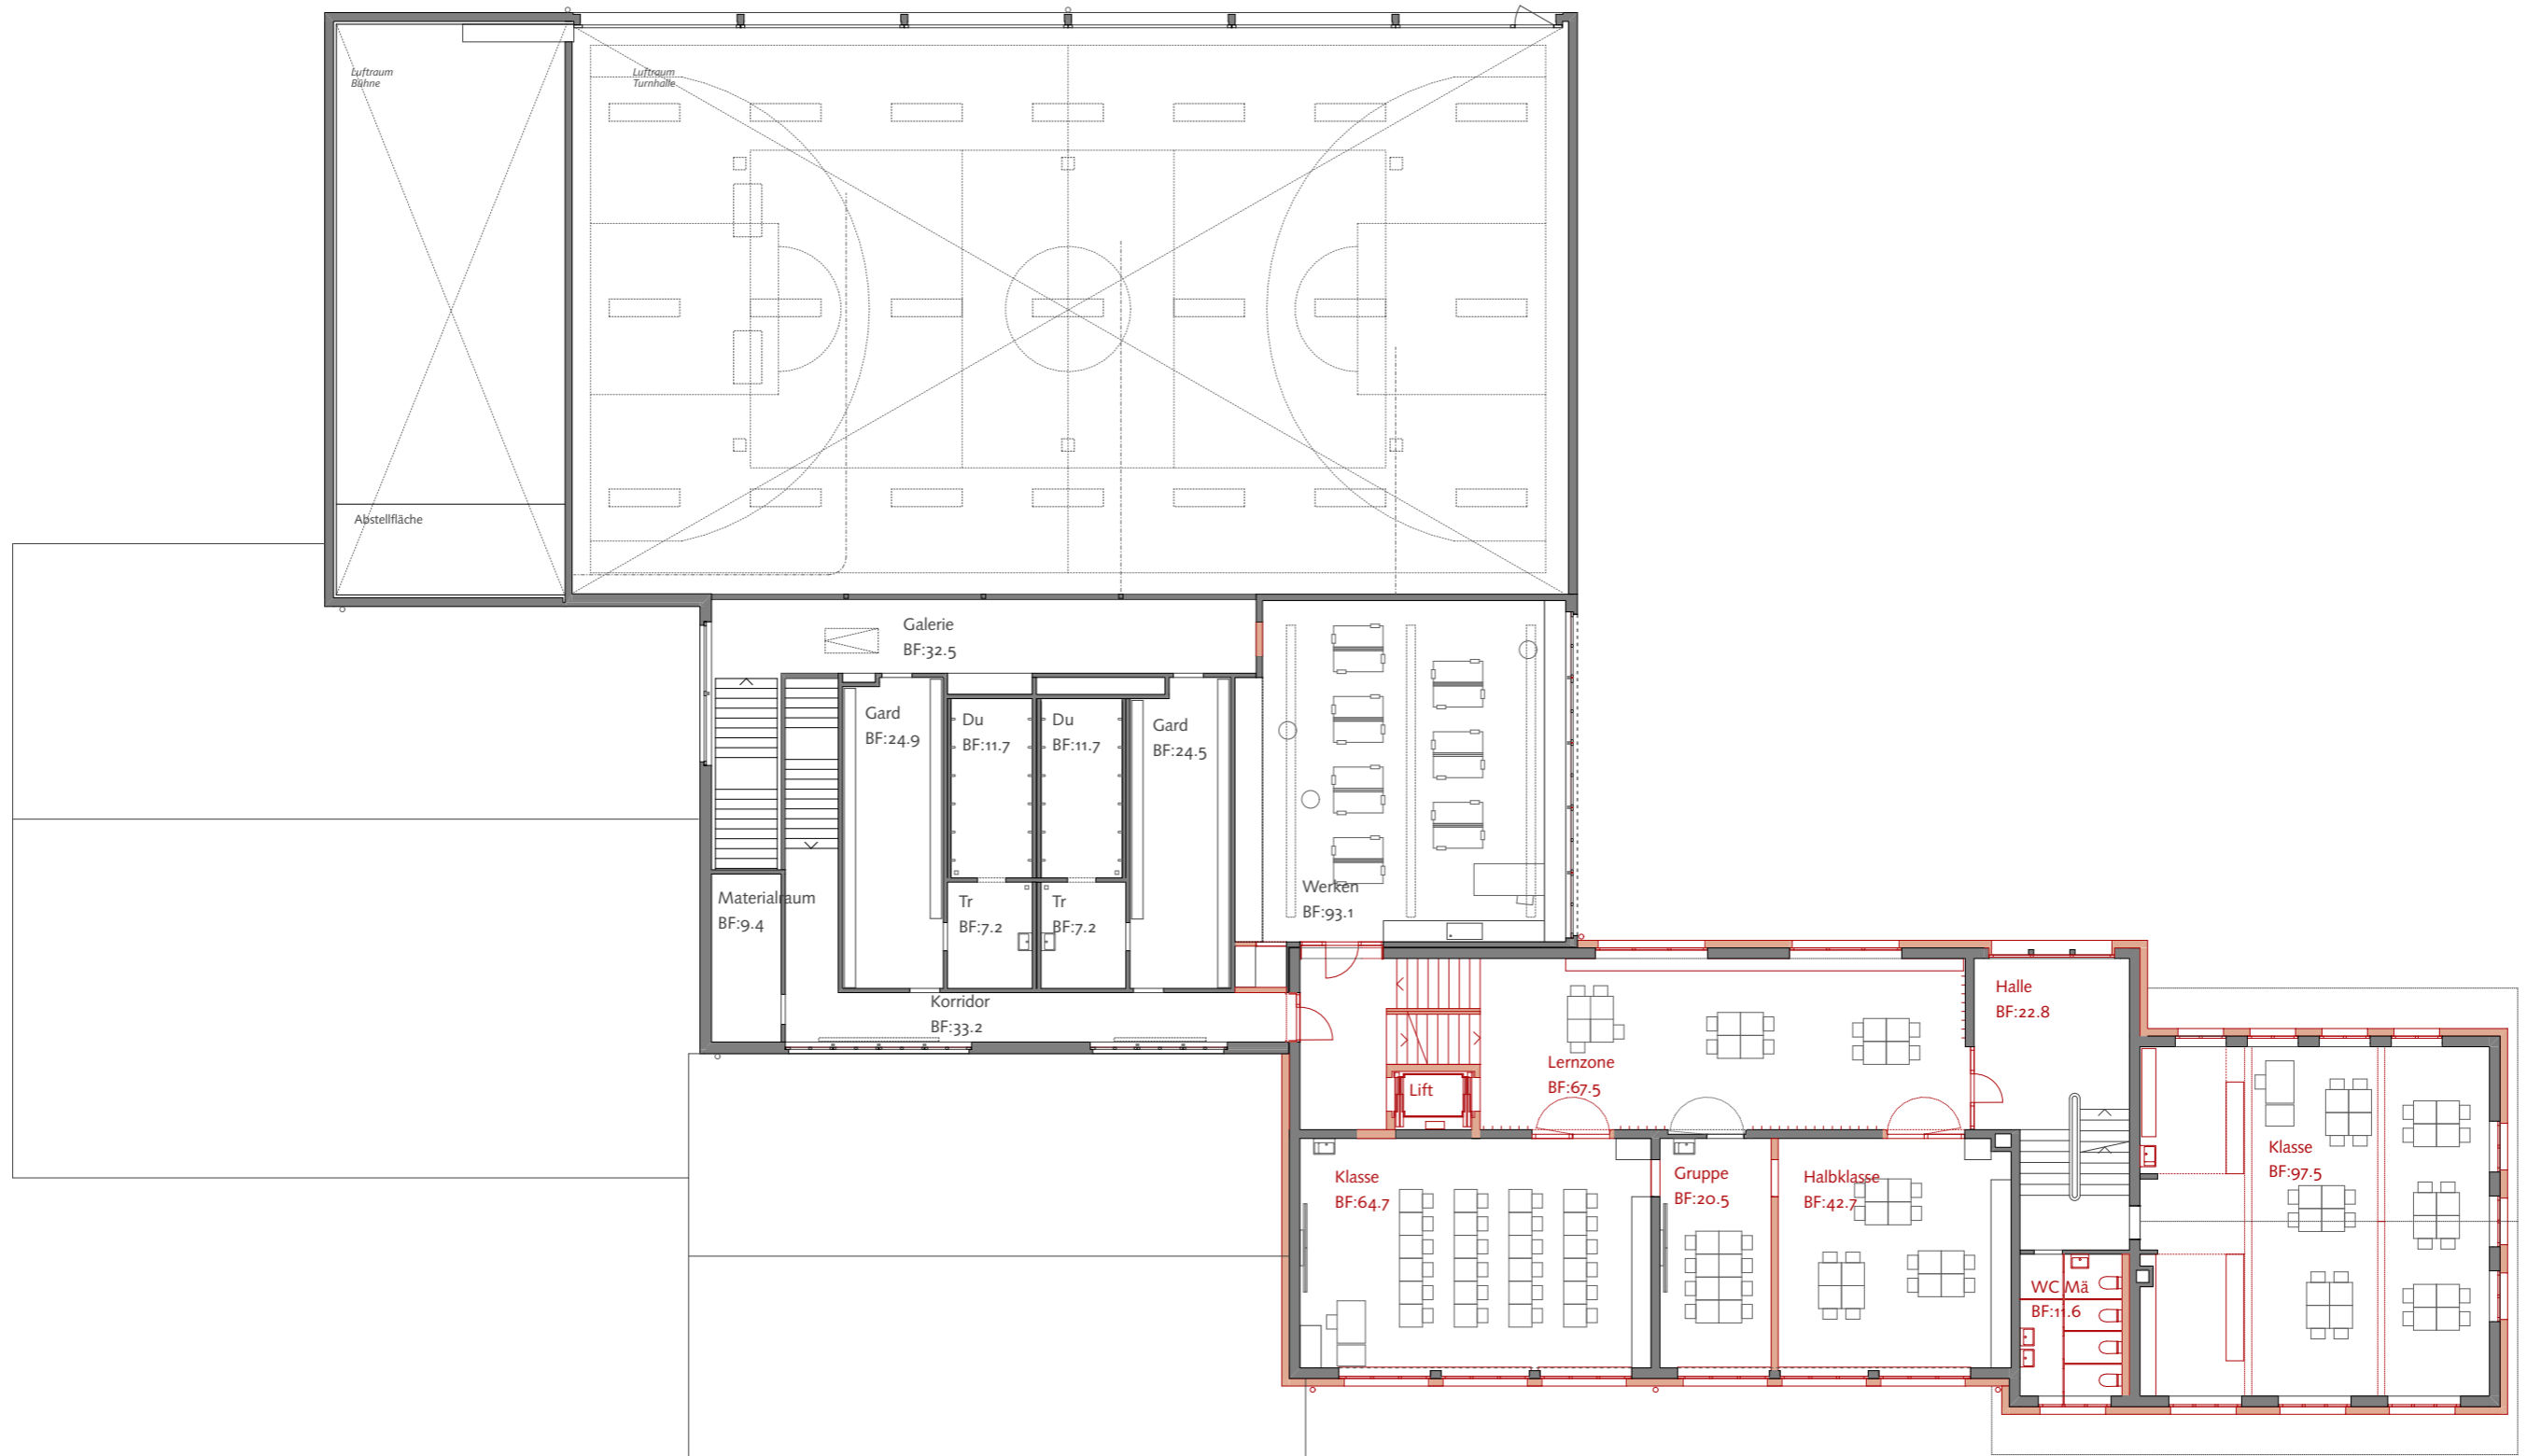 Luftraum
Bühne
Luftraum
Turnhalle
Abstellfläche
Galerie
BF:32.5
Gard
BF:24.9
Du
BF:11.7
Du
BF:11.7
Gard
BF:24.5
Materialraum
BF:9.4
Tr
BF:7.2
Tr
BF:7.2
Werken
BF:93.1
Korridor
BF:33.2
Halle
BF:22.8
Lernzone
BF:67.5
Lift
Klasse
BF:64.7
Gruppe
BF:20.5
Halbklasse
BF:42.7
Klasse
BF:97.5
WC Mä
BF:11.6